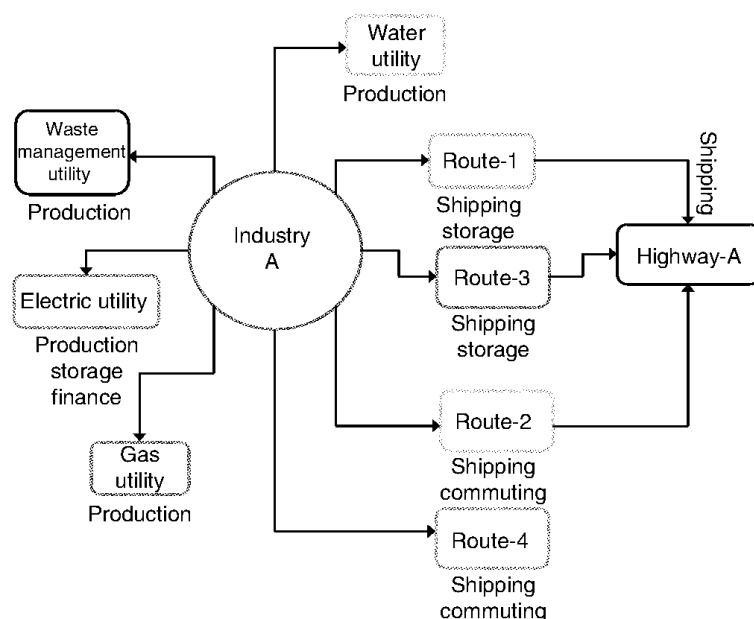 Water
utility
Production
Waste
management
utility
Production
Industry
A
Electric utility
Production
storage
finance
Gas
utility
Production
Route-1
Shipping
storage
Route-3
Shipping
storage
Route-2
Shipping
commuting
Route-4
Shipping
commuting
Shipping
Highway-A